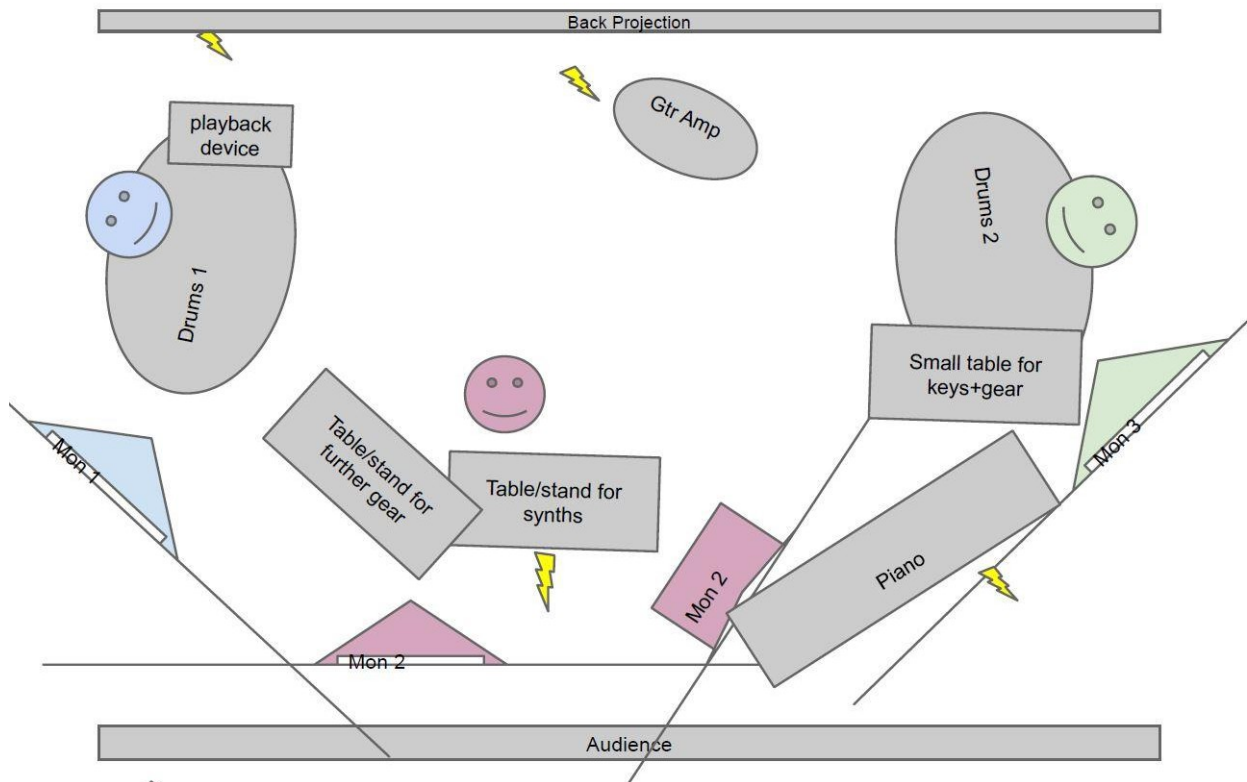 Back Projection
playback
device
Gtr Amp
Drums 1
Drums 2
Small table for
keys+gear
Table/stand for
further gear
Table/stand for
synths
Mon 1
Mon 3
Mon 2
Piano
Mon 2
Audience